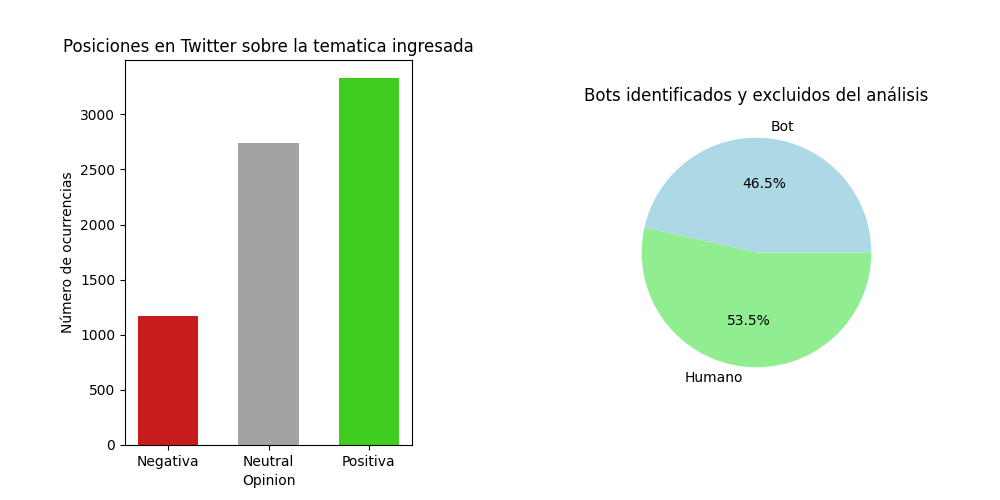 Posiciones en Twitter sobre la tematica ingresada
Número de ocurrencias
3000
2500
2000
1500
1000
500
0
Negativa
Neutral
Positiva
Opinion
Bots identificados y excluidos del análisis
Bot
46.5%
53.5%
Humano